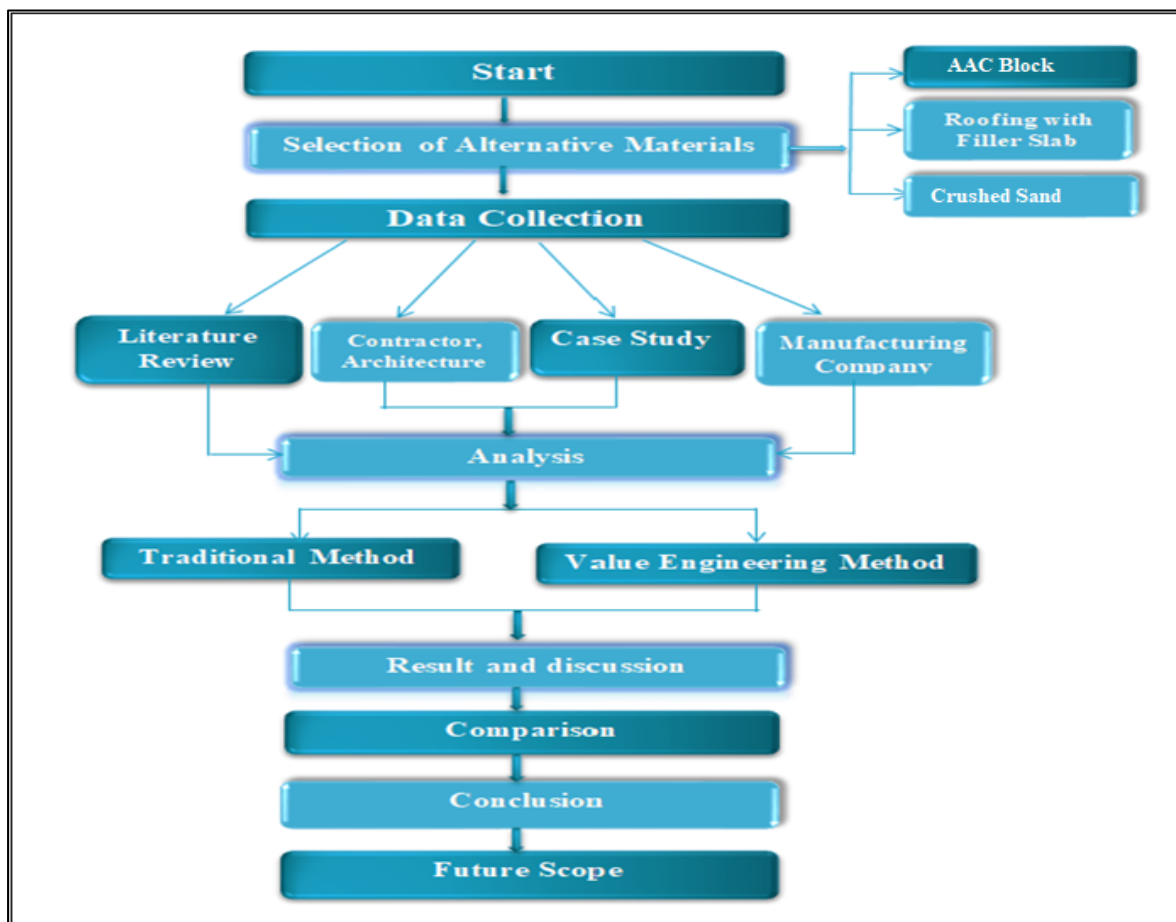 Start
AAC Block
Selection of Alternative Materials
Roofing with
Filler Slab
Crushed Sand
Data Collection
Literature
Review
Contractor,
Architecture
Case Study
Manufacturing
Company
Analysis
Traditional Method
Value Engineering Method
Result and discussion
Comparison
Conclusion
Future Scope